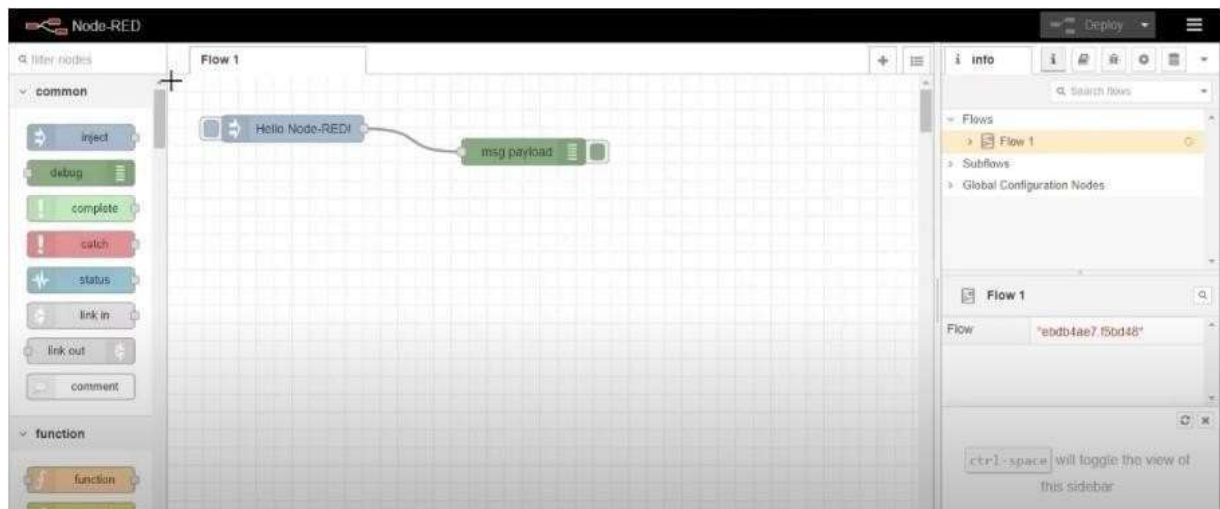 Node-RED
Deploy
filter nodes
Flow 1
info
i
Search flows
common
Flows
Flow 1
Subflows
Global Configuration Nodes
inject
debug
complete
catch
status
link in
link out
comment
function
function
Hello Node-RED!
msg.payload
Flow 1
Flow
"ebdb4ae7.f5bd48"
ctrl-space will toggle the view of
this sidebar